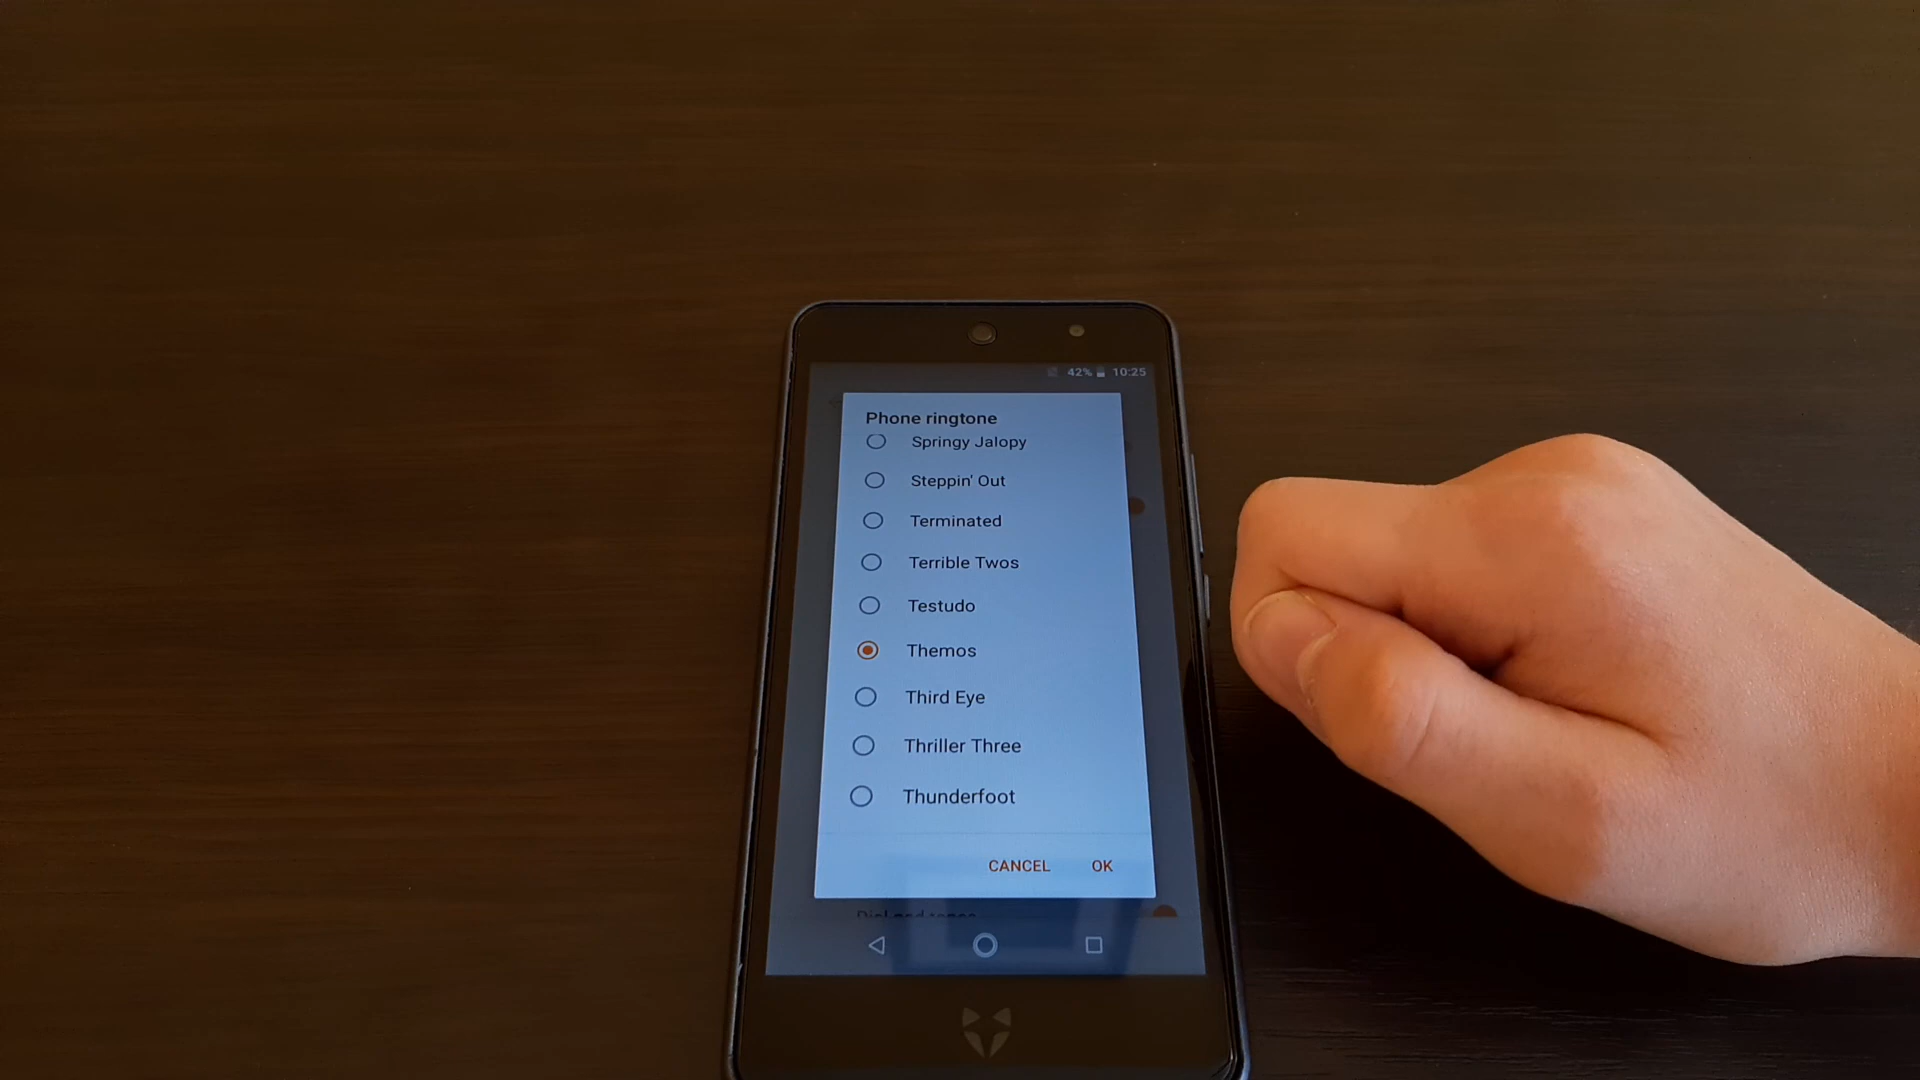 42% 10:25
Phone ringtone
Springy Jalopy
Steppin' Out
Terminated
Terrible Twos
Testudo
Themos
Third Eye
Thriller Three
Thunderfoot
CANCEL OK